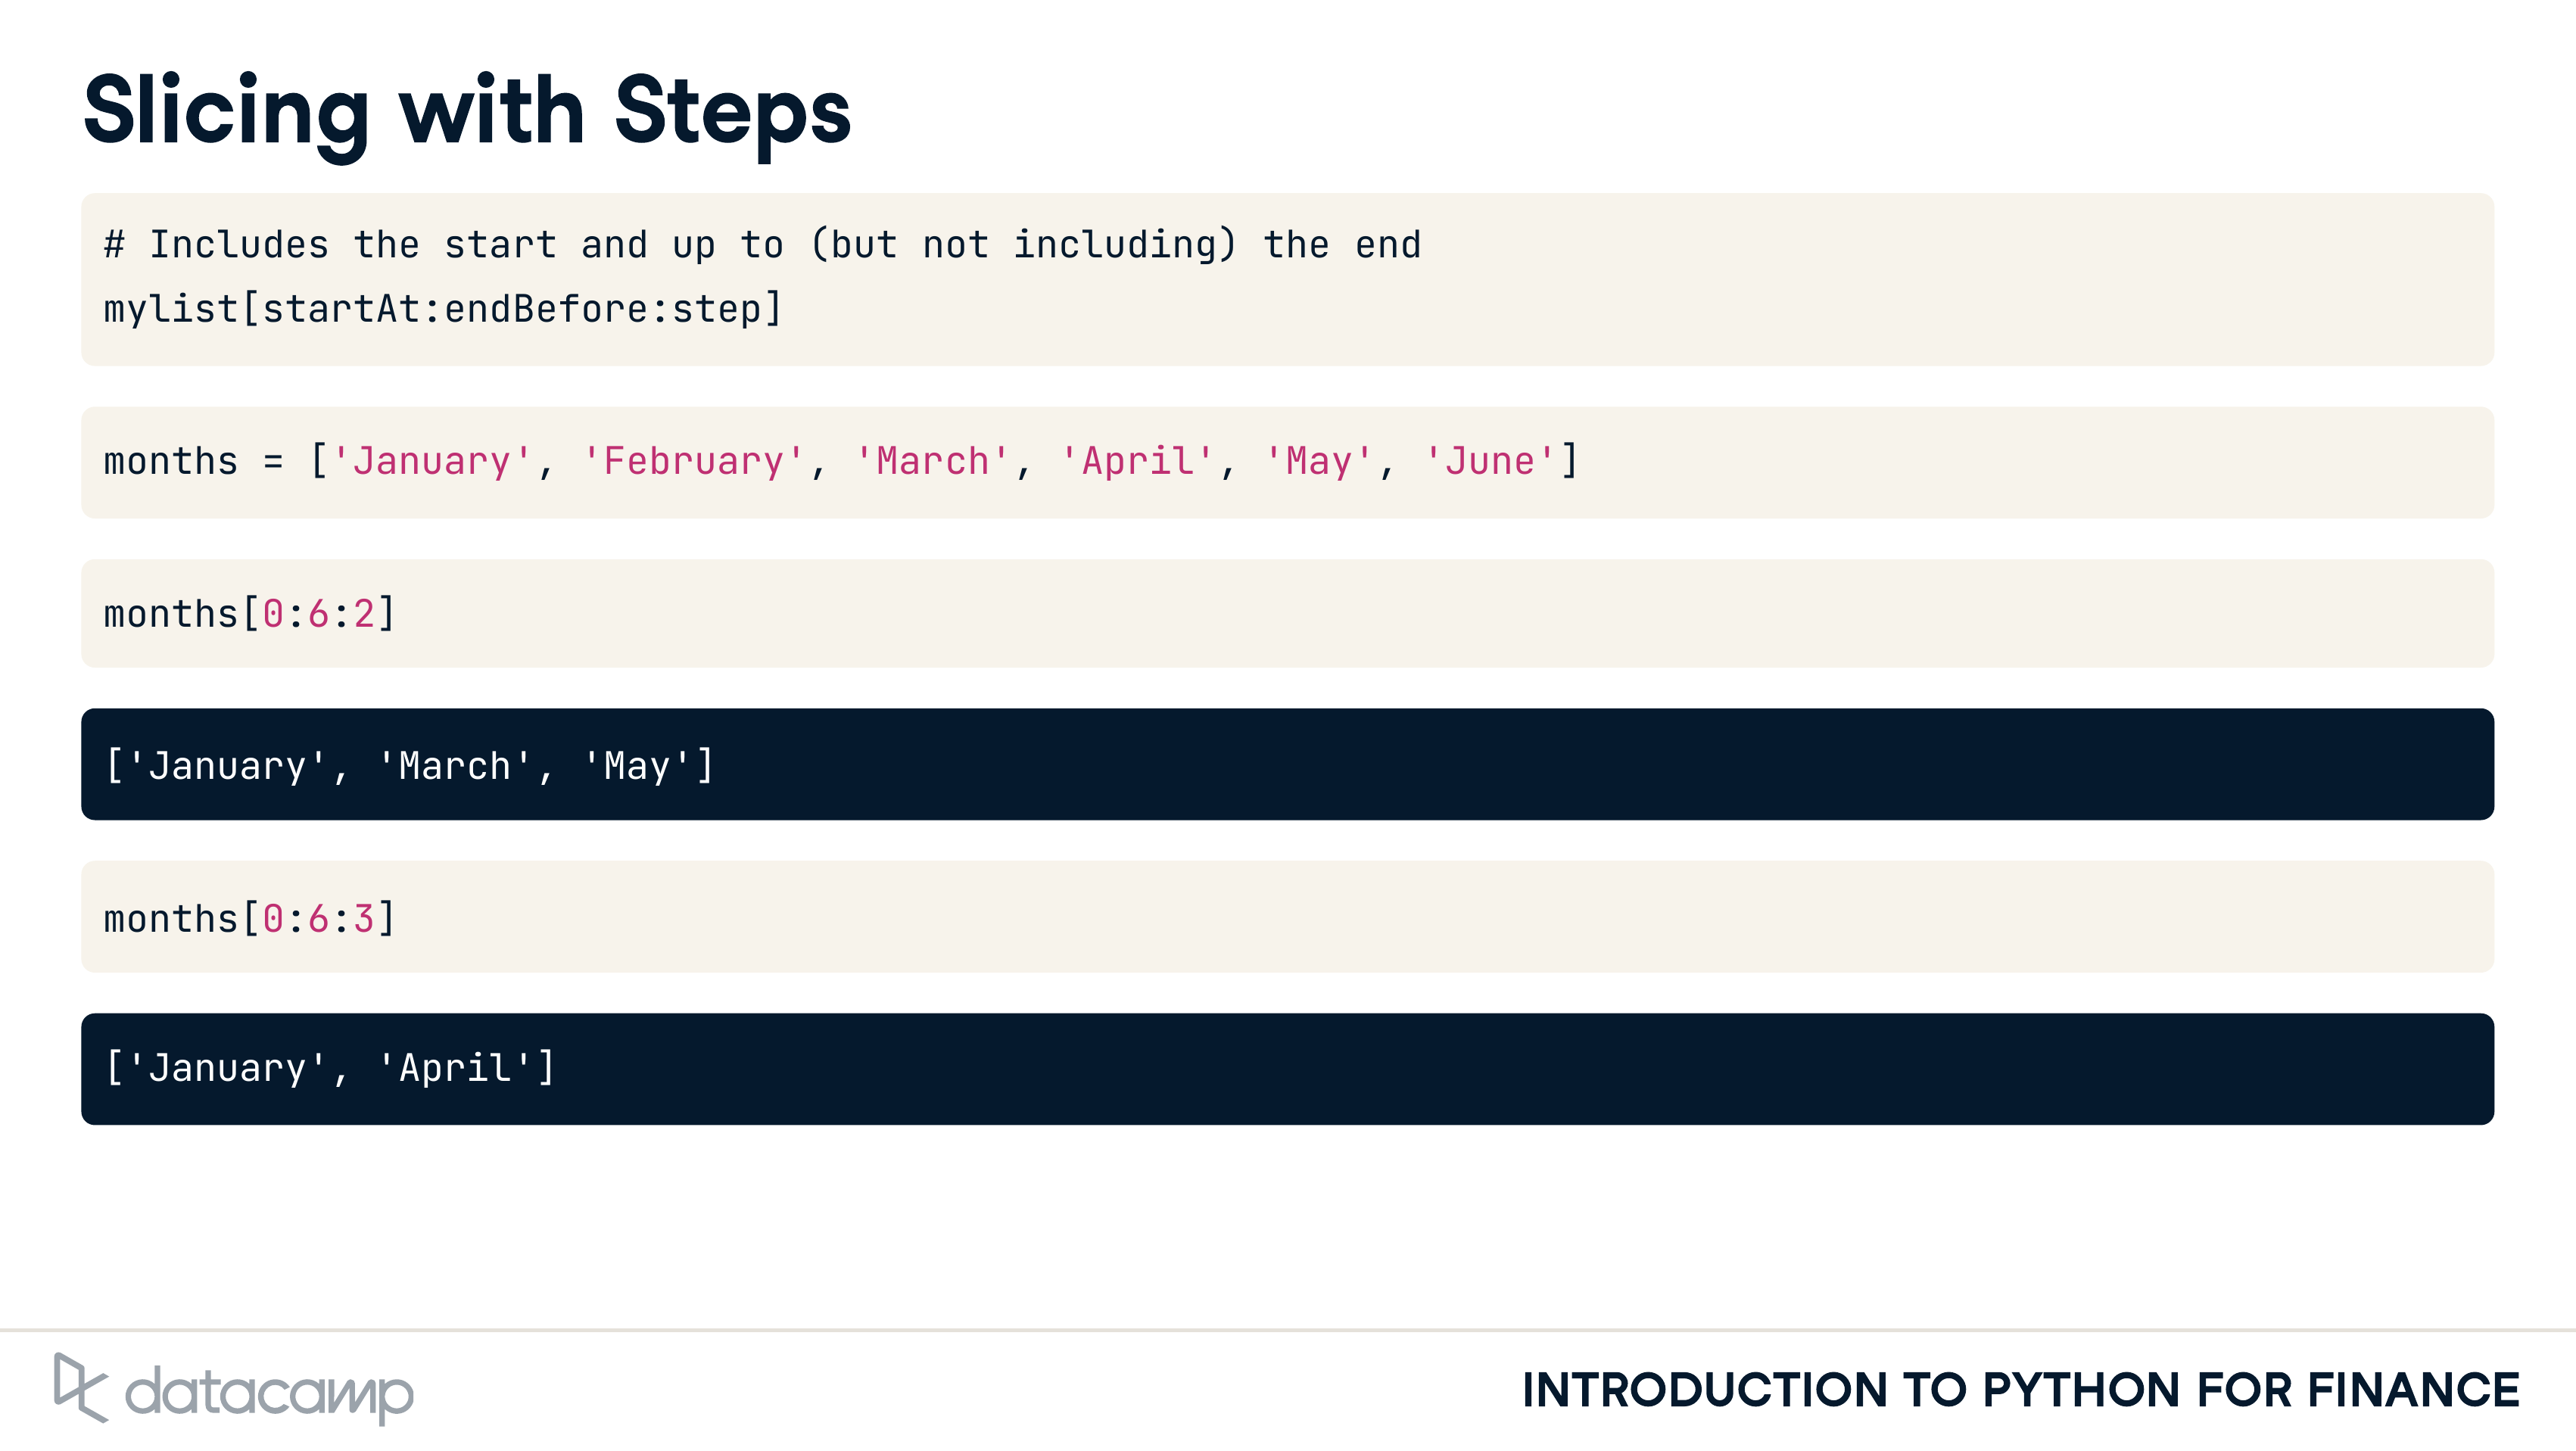 Slicing with Steps
# Includes the start and up to (but not including) the end
mylist[startAt:endBefore:step]
months = ['January', 'February', 'March', 'April', 'May', 'June']
months[0:6:2]
['January', 'March', 'May']
months[0:6:3]
['January', 'April']
datacamp
INTRODUCTION TO PYTHON FOR FINANCE